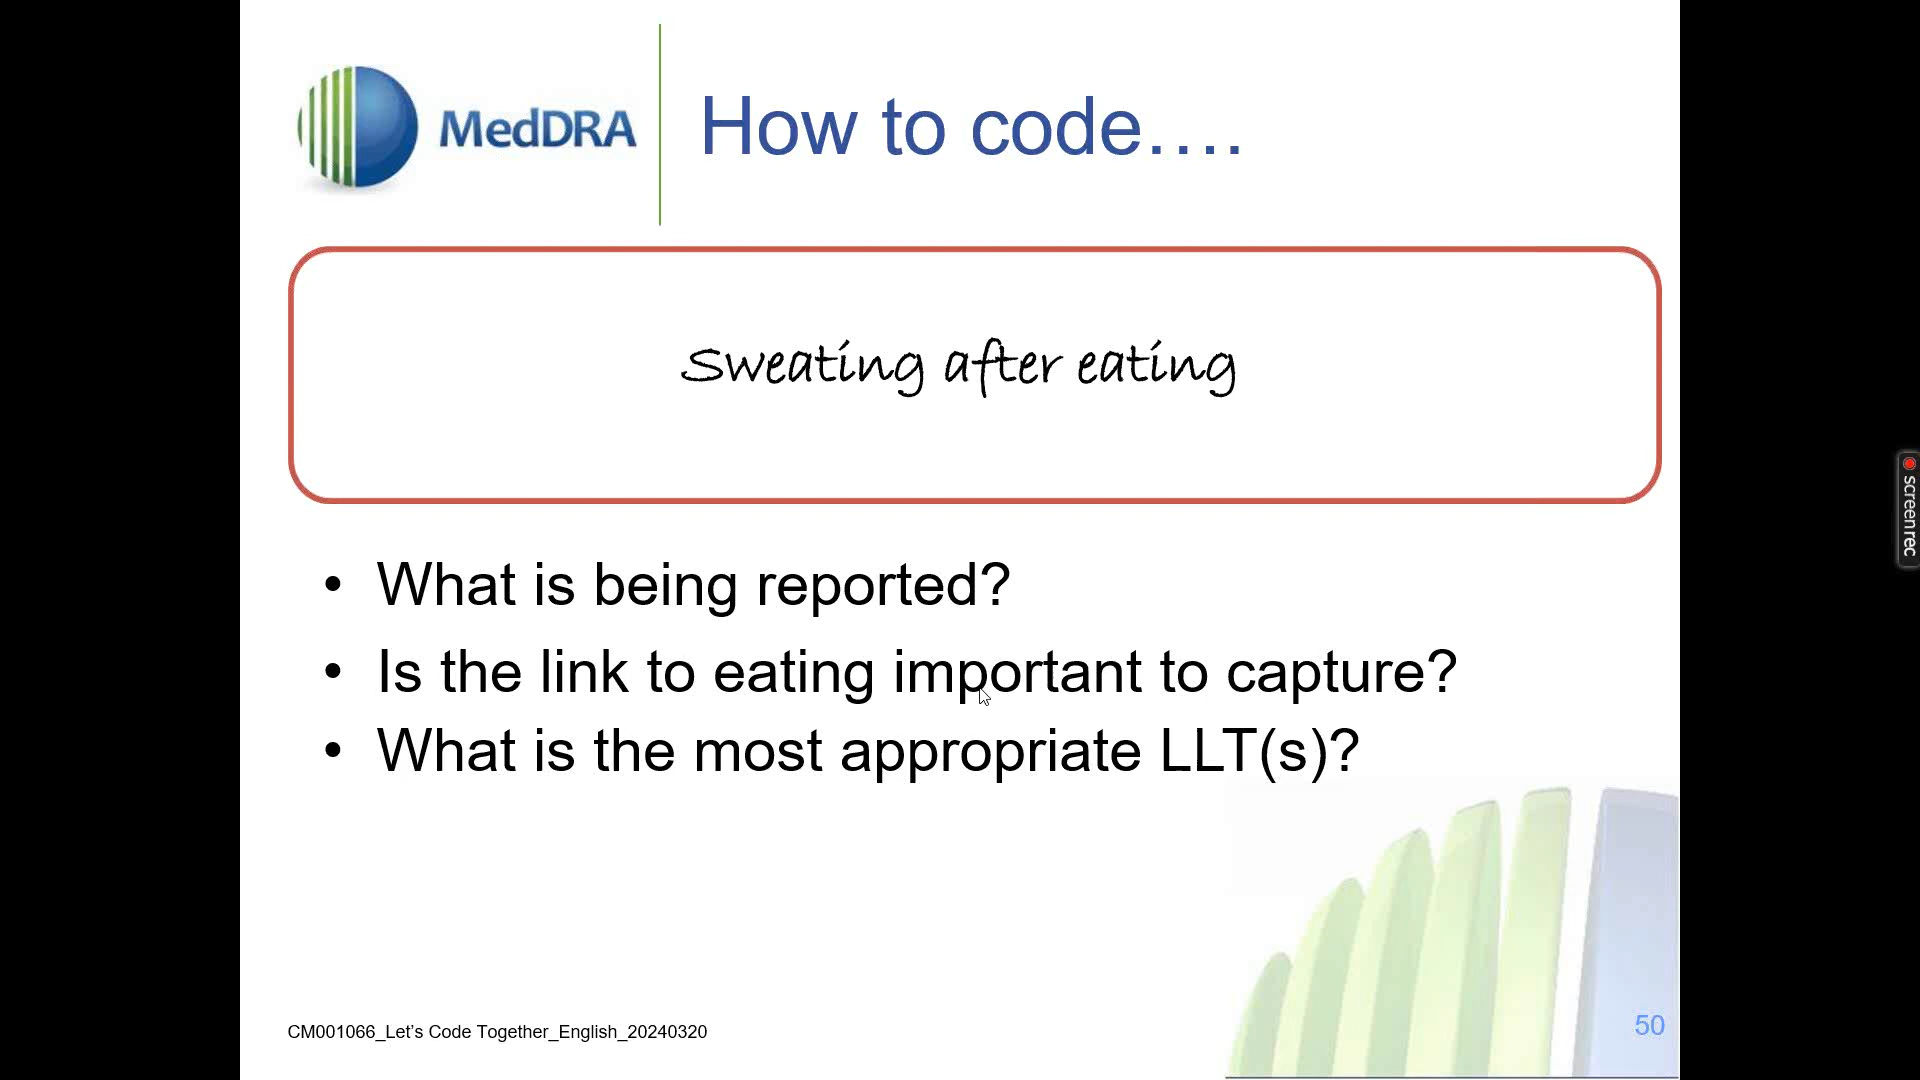 MedDRA
How to code….
Sweating after eating
• What is being reported?
• Is the link to eating important to capture?
• What is the most appropriate LLT(s)?
CM001066_Let’s Code Together_English_20240320
50
screenrec